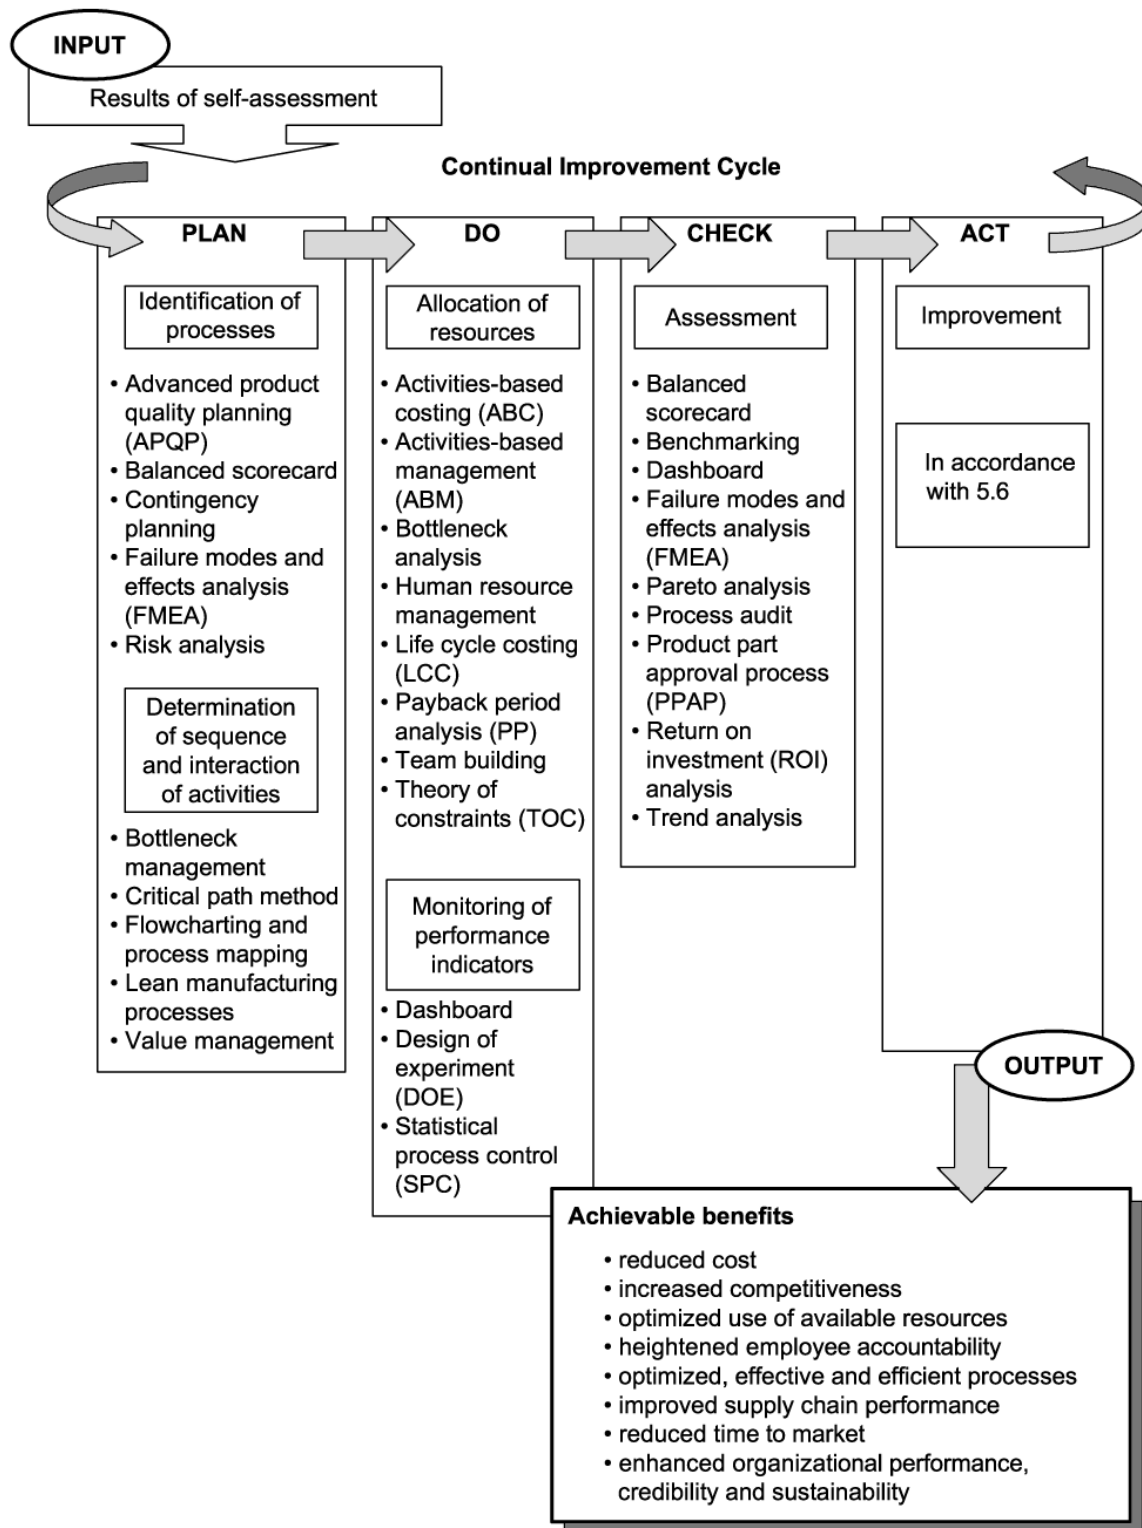 INPUT
Results of self-assessment
Continual Improvement Cycle
PLAN
Identification of
processes
• Advanced product
quality planning
(APQP)
• Balanced scorecard
• Contingency
planning
• Failure modes and
effects analysis
(FMEA)
• Risk analysis
Determination
of sequence
and interaction
of activities
• Bottleneck
management
• Critical path method
• Flowcharting and
process mapping
• Lean manufacturing
processes
• Value management
DO
Allocation of
resources
• Activities-based
costing (ABC)
• Activities-based
management
(ABM)
• Bottleneck
analysis
• Human resource
management
• Life cycle costing
(LCC)
• Payback period
analysis (PP)
• Team building
• Theory of
constraints (TOC)
Monitoring of
performance
indicators
• Dashboard
• Design of
experiment
(DOE)
• Statistical
process control
(SPC)
CHECK
Assessment
• Balanced
scorecard
• Benchmarking
• Dashboard
• Failure modes and
effects analysis
(FMEA)
• Pareto analysis
• Process audit
• Product part
approval process
(PPAP)
• Return on
investment (ROI)
analysis
• Trend analysis
ACT
Improvement
In accordance
with 5.6
OUTPUT
Achievable benefits
• reduced cost
• increased competitiveness
• optimized use of available resources
• heightened employee accountability
• optimized, effective and efficient processes
• improved supply chain performance
• reduced time to market
• enhanced organizational performance,
credibility and sustainability